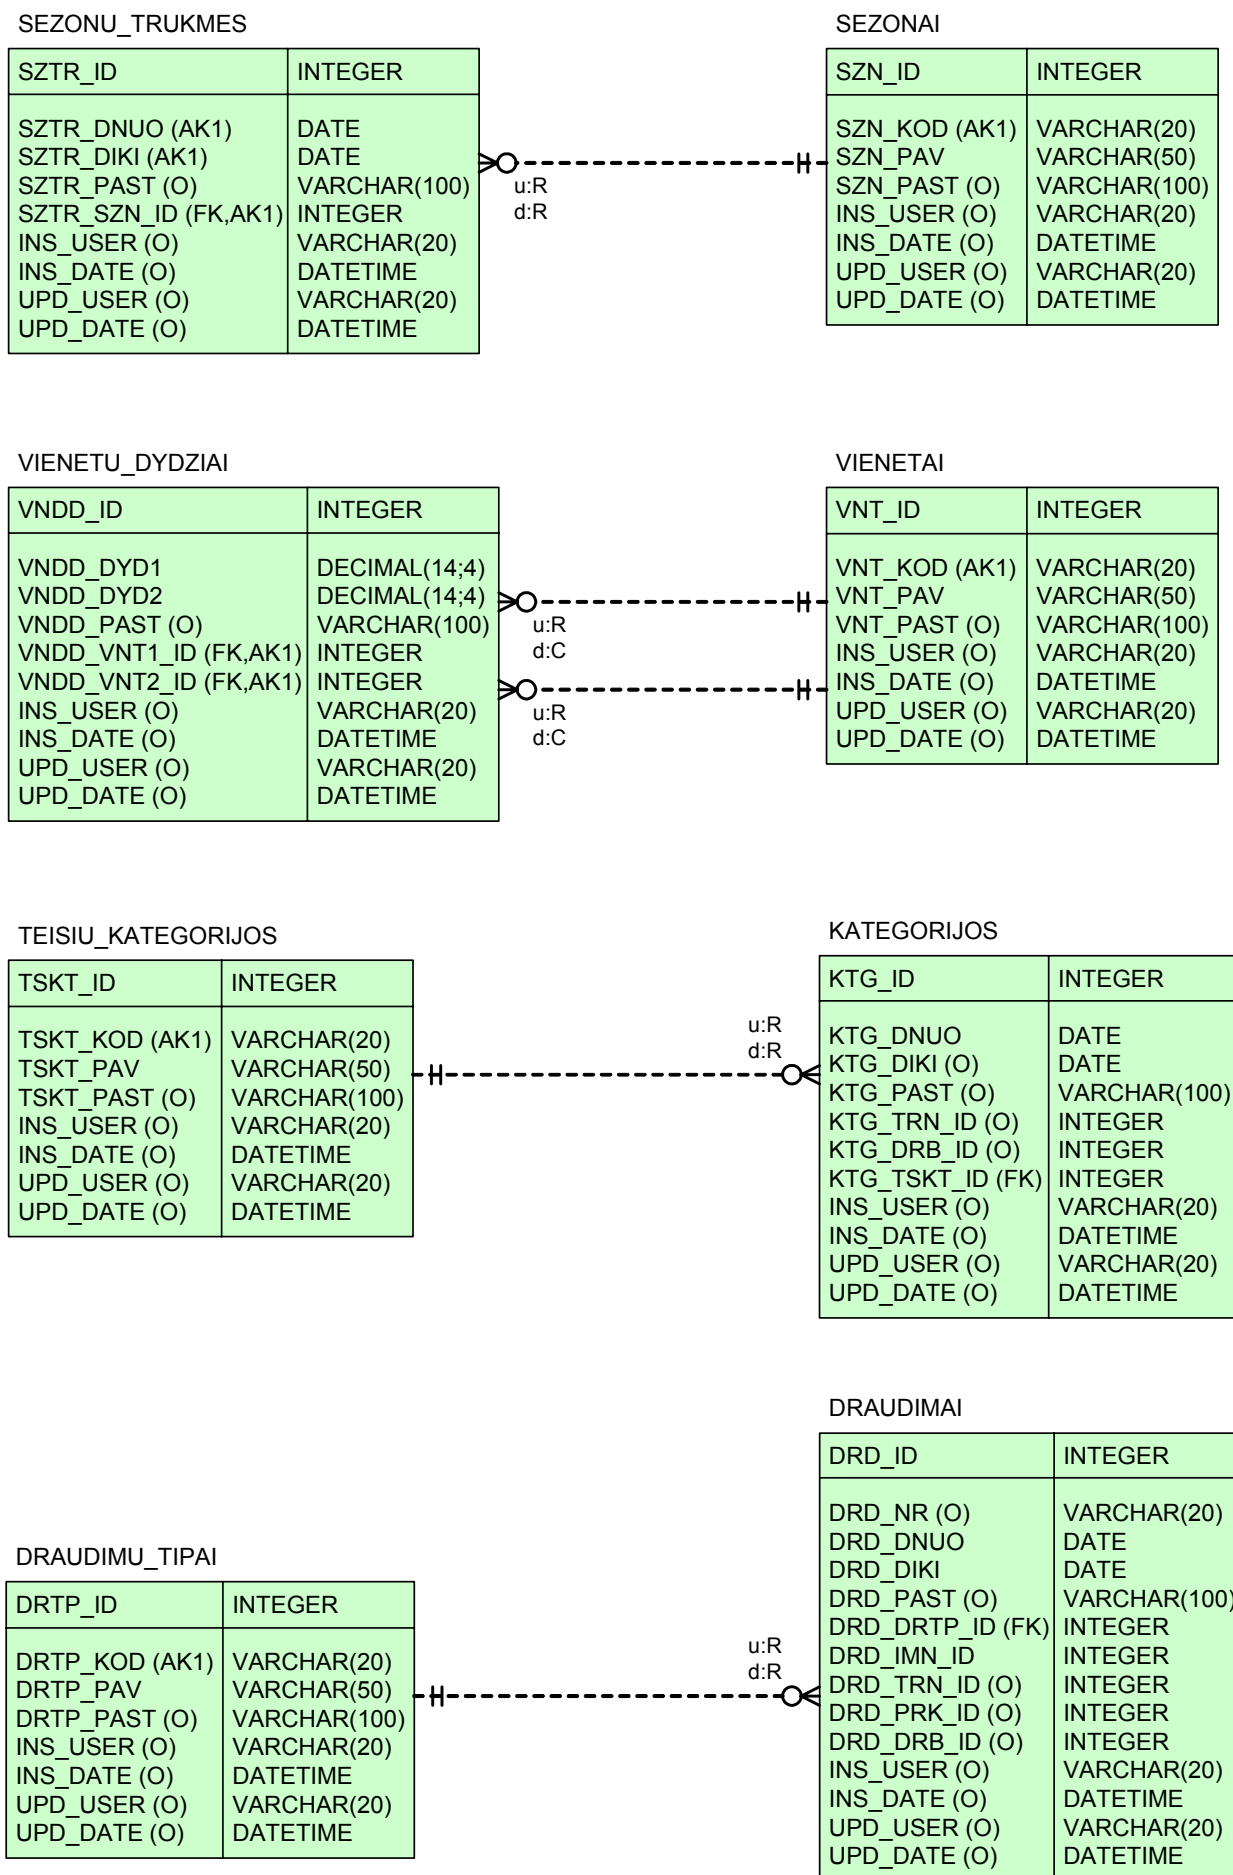 SEZONU_TRUKMES
SZTR_ID INTEGER
SZTR_DNUO (AK1) DATE
SZTR_DIKI (AK1) DATE
SZTR_PAST (O) VARCHAR(100)
SZTR_SZN_ID (FK,AK1) INTEGER
INS_USER (O) VARCHAR(20)
INS_DATE (O) DATETIME
UPD_USER (O) VARCHAR(20)
UPD_DATE (O) DATETIME
u:R
d:R
SEZONAI
SZN_ID INTEGER
SZN_KOD (AK1) VARCHAR(20)
SZN_PAV VARCHAR(50)
SZN_PAST (O) VARCHAR(100)
INS_USER (O) VARCHAR(20)
INS_DATE (O) DATETIME
UPD_USER (O) VARCHAR(20)
UPD_DATE (O) DATETIME
VIENETU_DYDZIAI
VNDD_ID INTEGER
VNDD_DYD1 DECIMAL(14;4)
VNDD_DYD2 DECIMAL(14;4)
VNDD_PAST (O) VARCHAR(100)
VNDD_VNT1_ID (FK,AK1) INTEGER
VNDD_VNT2_ID (FK,AK1) INTEGER
INS_USER (O) VARCHAR(20)
INS_DATE (O) DATETIME
UPD_USER (O) VARCHAR(20)
UPD_DATE (O) DATETIME
u:R
d:C
u:R
d:C
VIENETAI
VNT_ID INTEGER
VNT_KOD (AK1) VARCHAR(20)
VNT_PAV VARCHAR(50)
VNT_PAST (O) VARCHAR(100)
INS_USER (O) VARCHAR(20)
INS_DATE (O) DATETIME
UPD_USER (O) VARCHAR(20)
UPD_DATE (O) DATETIME
TEISIU_KATEGORIJOS
TSKT_ID INTEGER
TSKT_KOD (AK1) VARCHAR(20)
TSKT_PAV VARCHAR(50)
TSKT_PAST (O) VARCHAR(100)
INS_USER (O) VARCHAR(20)
INS_DATE (O) DATETIME
UPD_USER (O) VARCHAR(20)
UPD_DATE (O) DATETIME
u:R
d:R
KATEGORIJOS
KTG_ID INTEGER
KTG_DNUO DATE
KTG_DIKI (O) DATE
KTG_PAST (O) VARCHAR(100)
KTG_TRN_ID (O) INTEGER
KTG_DRB_ID (O) INTEGER
KTG_TSKT_ID (FK) INTEGER
INS_USER (O) VARCHAR(20)
INS_DATE (O) DATETIME
UPD_USER (O) VARCHAR(20)
UPD_DATE (O) DATETIME
DRAUDIMU_TIPAI
DRTP_ID INTEGER
DRTP_KOD (AK1) VARCHAR(20)
DRTP_PAV VARCHAR(50)
DRTP_PAST (O) VARCHAR(100)
INS_USER (O) VARCHAR(20)
INS_DATE (O) DATETIME
UPD_USER (O) VARCHAR(20)
UPD_DATE (O) DATETIME
u:R
d:R
DRAUDIMAI
DRD_ID INTEGER
DRD_NR (O) VARCHAR(20)
DRD_DNUO DATE
DRD_DIKI DATE
DRD_PAST (O) VARCHAR(100)
DRD_DRTP_ID (FK) INTEGER
DRD_IMN_ID INTEGER
DRD_TRN_ID (O) INTEGER
DRD_PRK_ID (O) INTEGER
DRD_DRB_ID (O) INTEGER
INS_USER (O) VARCHAR(20)
INS_DATE (O) DATETIME
UPD_USER (O) VARCHAR(20)
UPD_DATE (O) DATETIME